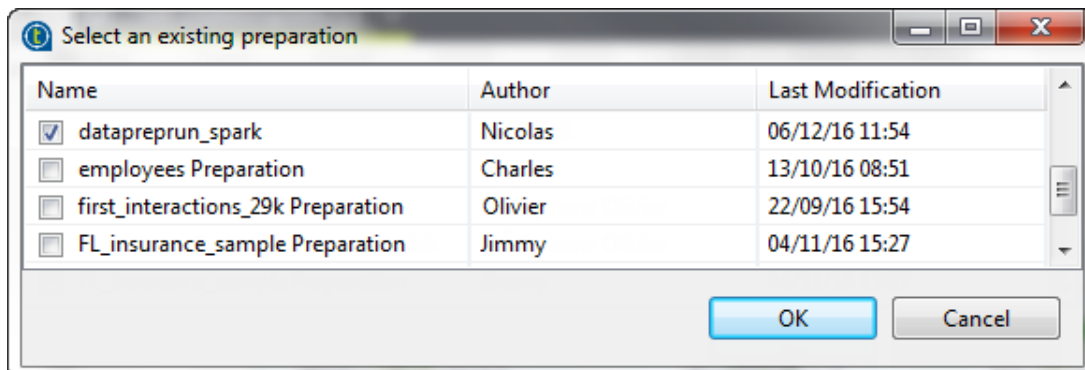 Select an existing preparation
Name Author Last Modification
datapreprun_spark Nicolas 06/12/16 11:54
employees Preparation Charles 13/10/16 08:51
first_interactions_29k Preparation Olivier 22/09/16 15:54
FL_insurance_sample Preparation Jimmy 04/11/16 15:27
OK Cancel